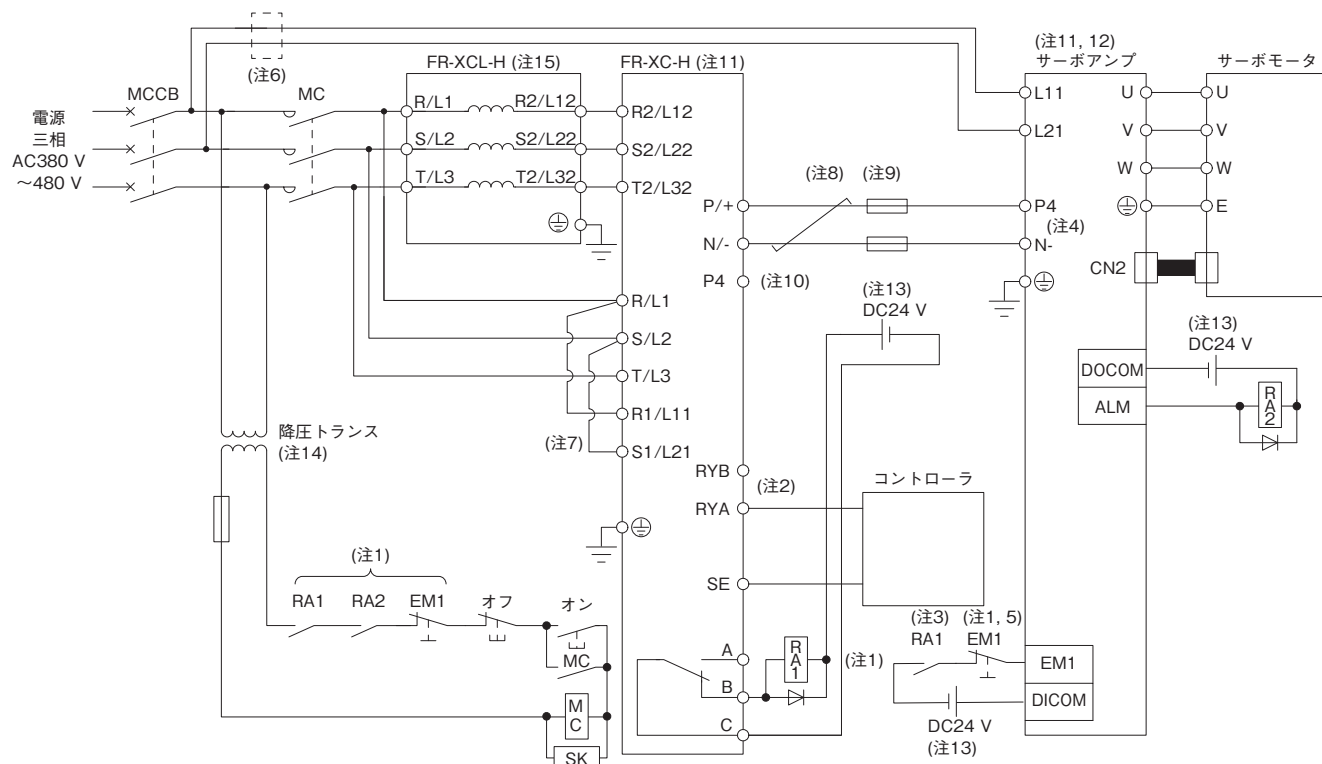 (注6)
MCCB
MC
電源
三相
AC380 V
～480 V
FR-XCL-H (注15)
R/L1
R2/L12
S/L2
S2/L22
T/L3
T2/L32
FR-XC-H (注11)
R2/L12
S2/L22
T2/L32
R/L1
S/L2
T/L3
R1/L11
S1/L21
(注7)
P/+
N/-
P4
(注10)
(注8)
(注9)
(注11, 12)
サーボアンプ
サーボモータ
L11
L21
P4
(注4)
N-
U
V
W
U
V
W
E
CN2
(注13)
DC24 V
(注13)
DC24 V
DOCOM
ALM
RA2
降圧トランス
(注14)
RYB
RYA
(注2)
SE
コントローラ
(注1)
RA1
RA2
EM1
オフ
オン
MC
MC
SK
A
B
C
RA1
(注1)
(注3)
RA1
(注1, 5)
EM1
EM1
DICOM
DC24 V
(注13)